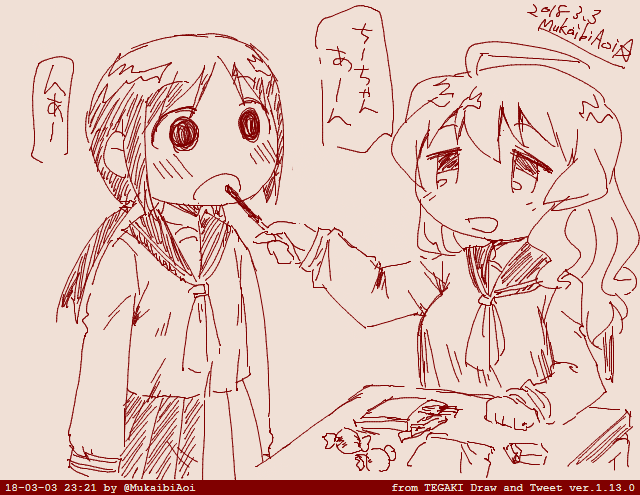 2018.3.3
MukaibiAoi
ちーちゃん
あーん
んあー
18-03-03 23:21 by @MukaibiAoi
from TEGAKI Draw and Tweet ver.1.13.0